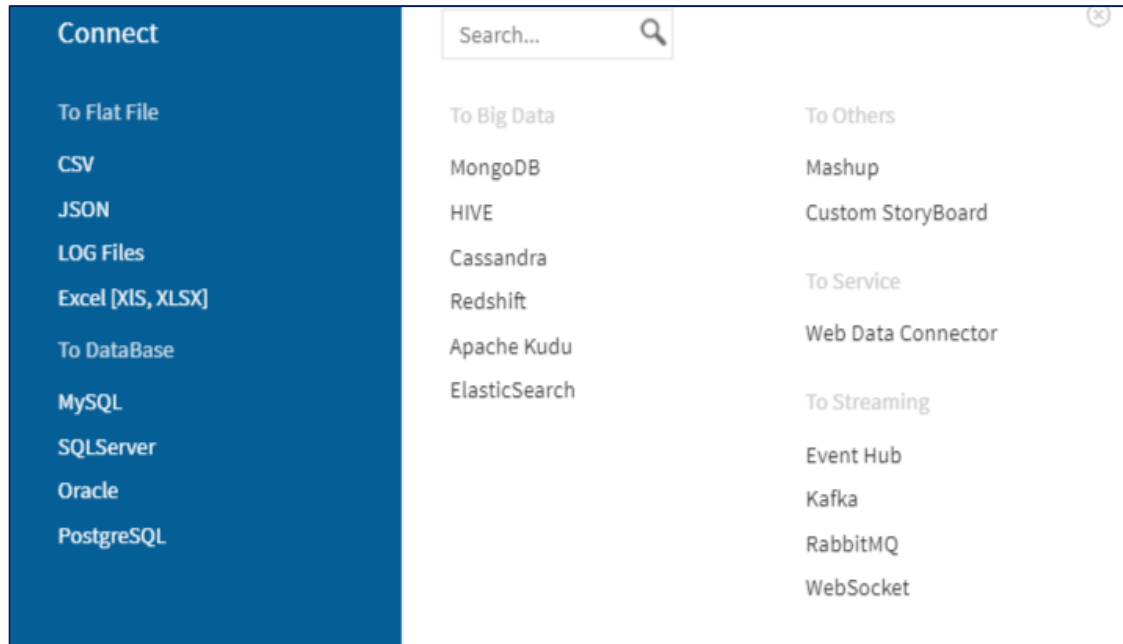 Connect
To Flat File
CSV
JSON
LOG Files
Excel [XlS, XLSX]
To DataBase
MySQL
SQLServer
Oracle
PostgreSQL
Search...
To Big Data
MongoDB
HIVE
Cassandra
Redshift
Apache Kudu
ElasticSearch
To Others
Mashup
Custom StoryBoard
To Service
Web Data Connector
To Streaming
Event Hub
Kafka
RabbitMQ
WebSocket